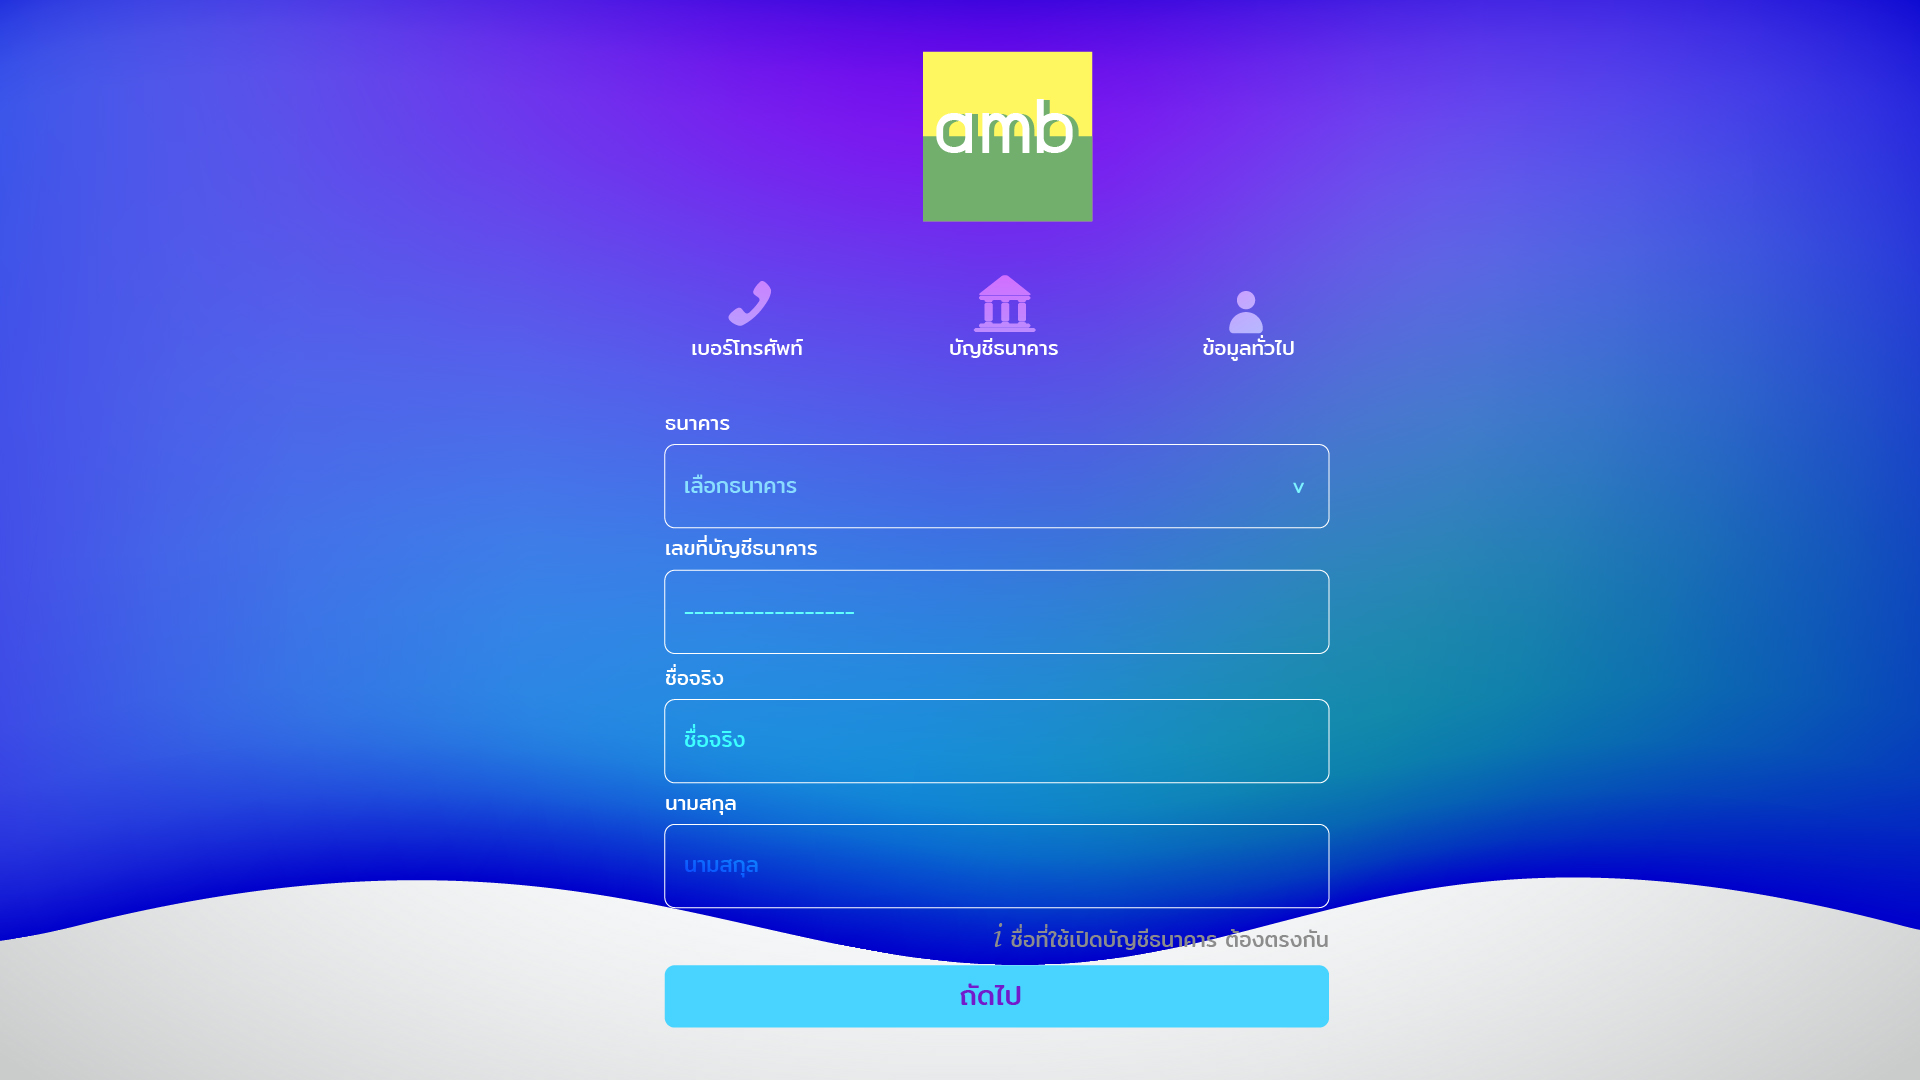 amb
เบอร์โทรศัพท์ บัญชีธนาคาร ข้อมูลทั่วไป
ธนาคาร
เลือกธนาคาร v
เลขที่บัญชีธนาคาร
-----------------
ชื่อจริง
ชื่อจริง
นามสกุล
นามสกุล
i ชื่อที่ใช้เปิดบัญชีธนาคาร ต้องตรงกัน
ถัดไป